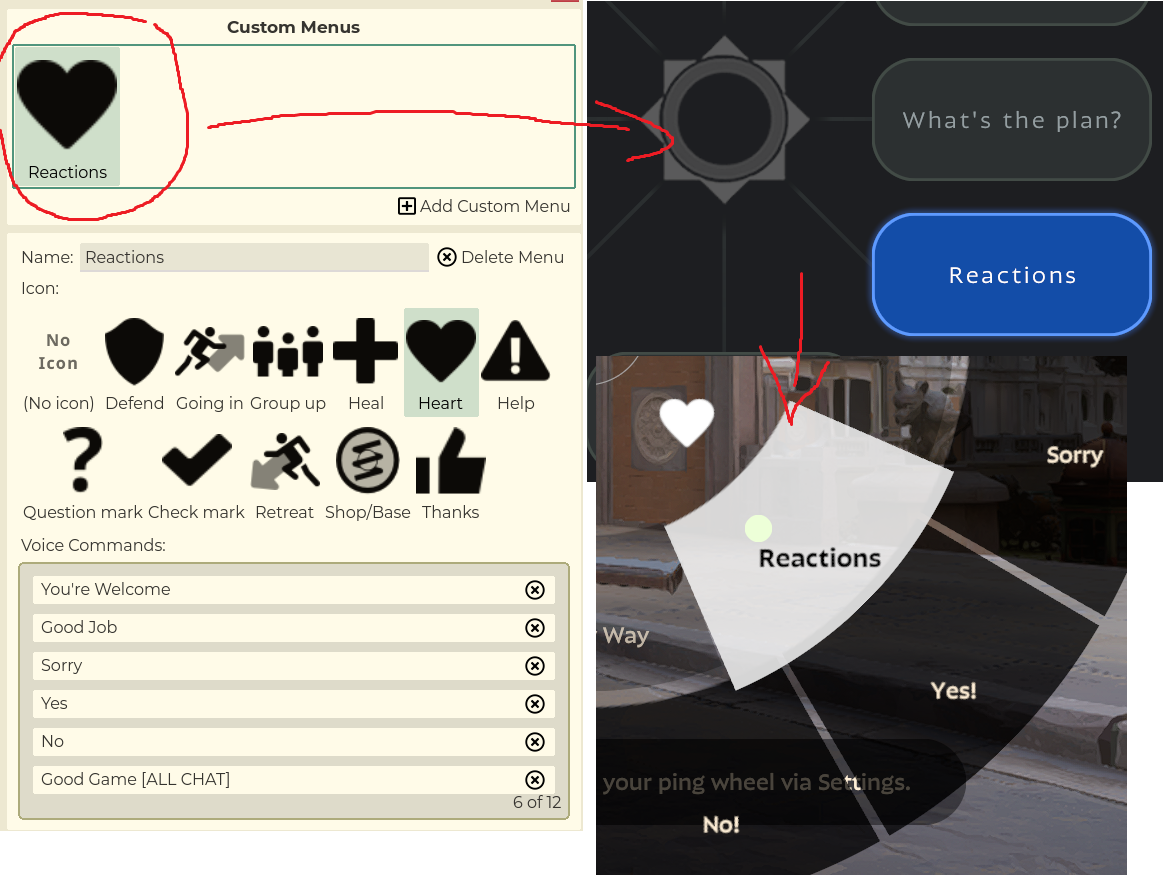 Custom Menus
Reactions
Add Custom Menu
Name: Reactions Delete Menu
Icon:
No
Icon
(No icon) Defend Going in Group up Heal Heart Help
Question mark Check mark Retreat Shop/Base Thanks
Voice Commands:
You're Welcome
Good Job
Sorry
Yes
No
Good Game [ALL CHAT]
6 of 12
What's the plan?
Reactions
Sorry
Reactions
Way
Yes!
your ping wheel via Settings.
No!